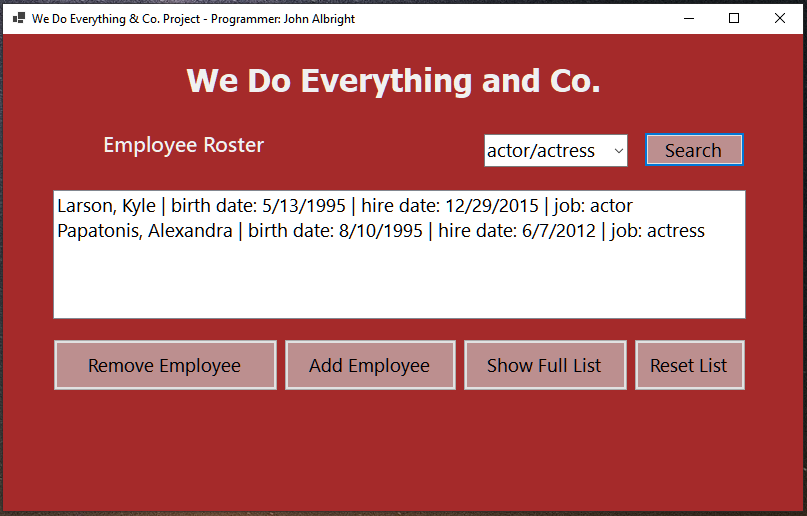 We Do Everything & Co. Project - Programmer: John Albright
We Do Everything and Co.
Employee Roster
actor/actress
Search
Larson, Kyle | birth date: 5/13/1995 | hire date: 12/29/2015 | job: actor
Papatonis, Alexandra | birth date: 8/10/1995 | hire date: 6/7/2012 | job: actress
Remove Employee
Add Employee
Show Full List
Reset List